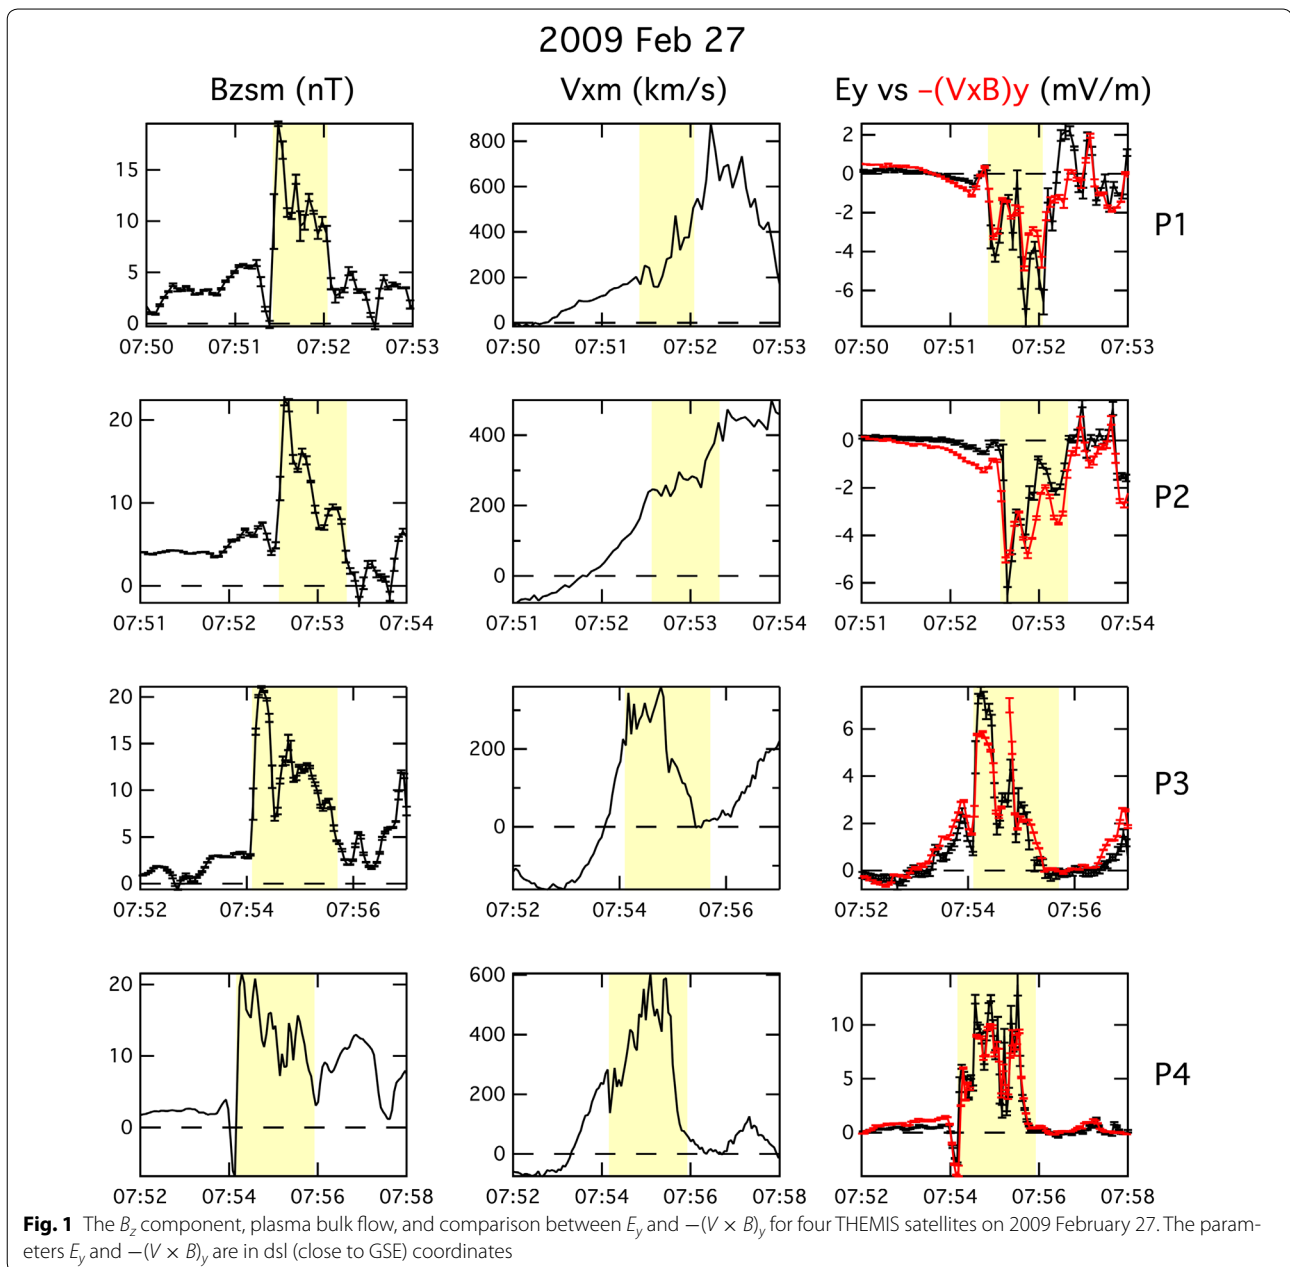 2009 Feb 27
Bzsm (nT) Vxm (km/s) Ey vs –(VxB)y (mV/m)
15
10
5
0
07:50 07:51 07:52 07:53
800
600
400
200
0
07:50 07:51 07:52 07:53
2
0
-2
-4
-6
07:50 07:51 07:52 07:53
P1
20
10
0
07:51 07:52 07:53 07:54
400
200
0
07:51 07:52 07:53 07:54
0
-2
-4
-6
07:51 07:52 07:53 07:54
P2
20
15
10
5
0
07:52 07:54 07:56
200
0
07:52 07:54 07:56
6
4
2
0
07:52 07:54 07:56
P3
20
10
0
07:52 07:54 07:56 07:58
600
400
200
0
07:52 07:54 07:56 07:58
10
5
0
07:52 07:54 07:56 07:58
P4
Fig. 1 The Bz component, plasma bulk flow, and comparison between Ey and −(V × B)y for four THEMIS satellites on 2009 February 27. The param-
eters Ey and −(V × B)y are in dsl (close to GSE) coordinates